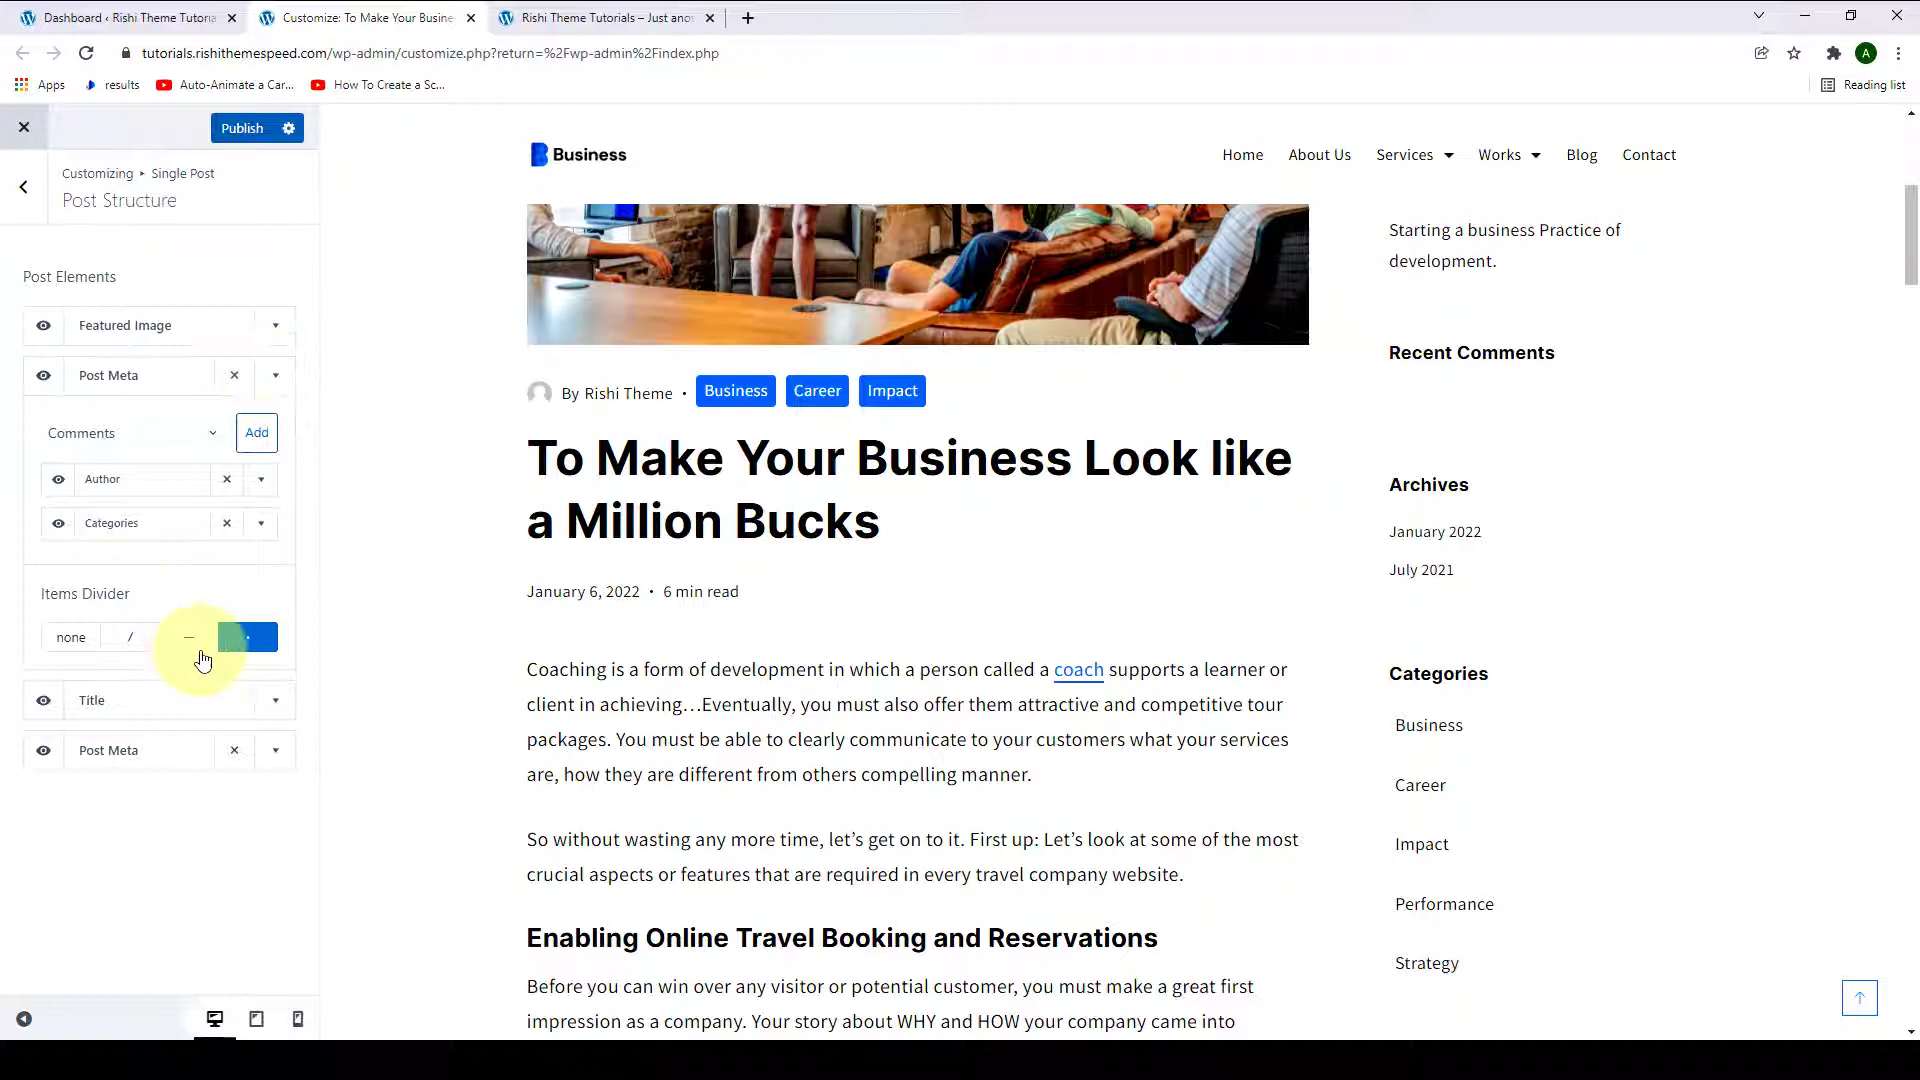 Dashboard ‹ Rishi Theme Tutoria
Customize: To Make Your Busine
Rishi Theme Tutorials – Just ano
tutorials.rishithemespeed.com/wp-admin/customize.php?return=%2Fwp-admin%2Findex.php
A
Apps
results
Auto-Animate a Car...
How To Create a Sc...
Reading list
Publish
Customizing ▸ Single Post
Post Structure
Post Elements
Featured Image
Post Meta
Comments
Add
Author
Categories
Items Divider
none
/
–
·
Title
Post Meta
Business
Home
About Us
Services
Works
Blog
Contact
By Rishi Theme •
Business
Career
Impact
To Make Your Business Look like
a Million Bucks
January 6, 2022 • 6 min read
Coaching is a form of development in which a person called a coach supports a learner or
client in achieving…Eventually, you must also offer them attractive and competitive tour
packages. You must be able to clearly communicate to your customers what your services
are, how they are different from others compelling manner.
So without wasting any more time, let’s get on to it. First up: Let’s look at some of the most
crucial aspects or features that are required in every travel company website.
Enabling Online Travel Booking and Reservations
Before you can win over any visitor or potential customer, you must make a great first
impression as a company. Your story about WHY and HOW your company came into
Starting a business Practice of
development.
Recent Comments
Archives
January 2022
July 2021
Categories
Business
Career
Impact
Performance
Strategy